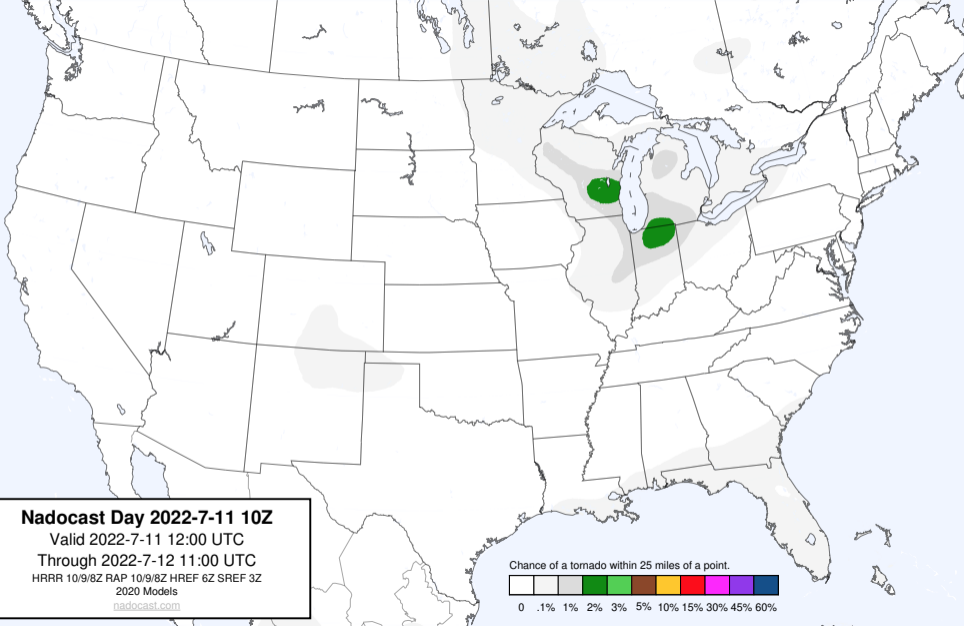 Nadocast Day 2022-7-11 10Z
Valid 2022-7-11 12:00 UTC
Through 2022-7-12 11:00 UTC
HRRR 10/9/8Z RAP 10/9/8Z HREF 6Z SREF 3Z
2020 Models
nadocast.com
Chance of a tornado within 25 miles of a point.
0 .1% 1% 2% 3% 5% 10% 15% 30% 45% 60%